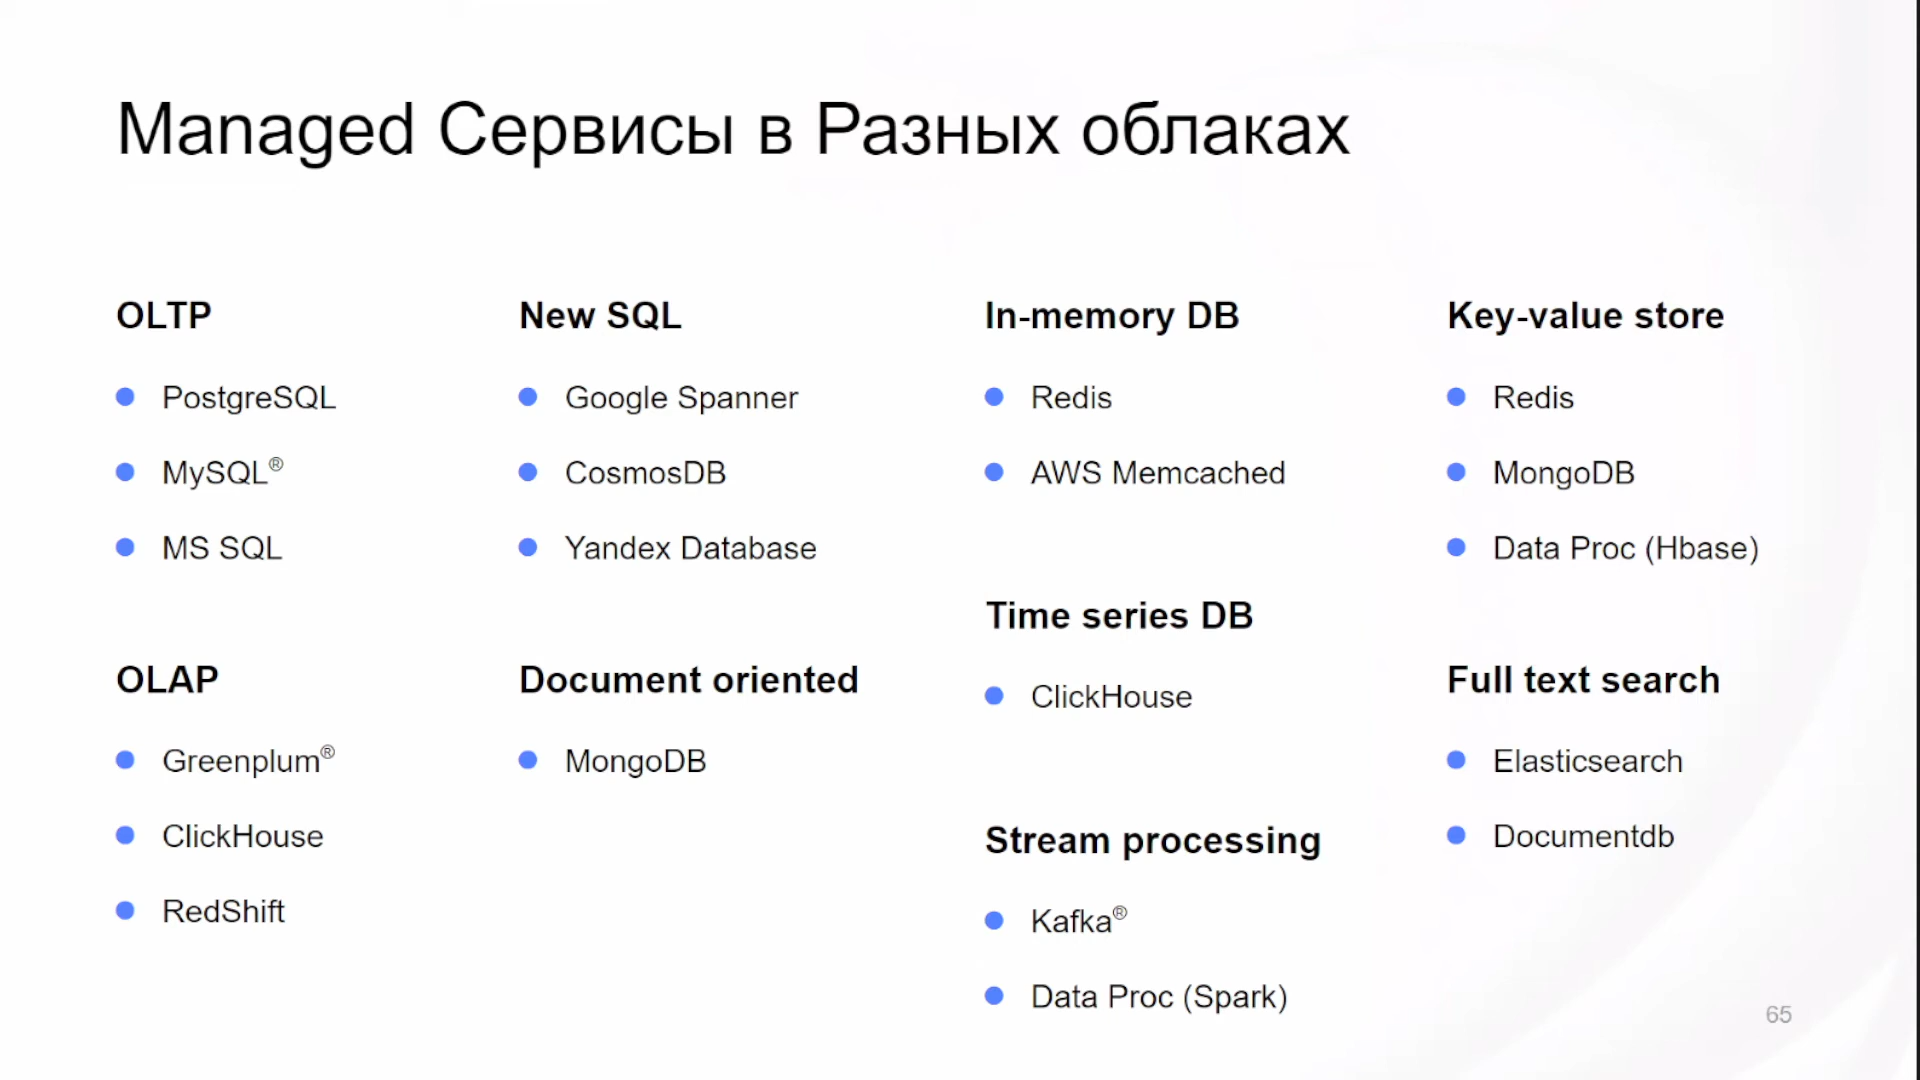 Managed Сервисы в Разных облаках
OLTP
PostgreSQL
MySQL®
MS SQL
OLAP
Greenplum®
ClickHouse
RedShift
New SQL
Google Spanner
CosmosDB
Yandex Database
Document oriented
MongoDB
In-memory DB
Redis
AWS Memcached
Time series DB
ClickHouse
Stream processing
Kafka®
Data Proc (Spark)
Key-value store
Redis
MongoDB
Data Proc (Hbase)
Full text search
Elasticsearch
Documentdb
65